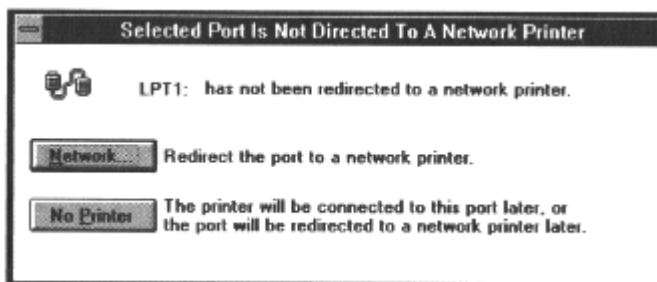 Selected Port Is Not Directed To A Network Printer
LPT1: has not been redirected to a network printer.
Network... Redirect the port to a network printer.
No Printer The printer will be connected to this port later, or
the port will be redirected to a network printer later.